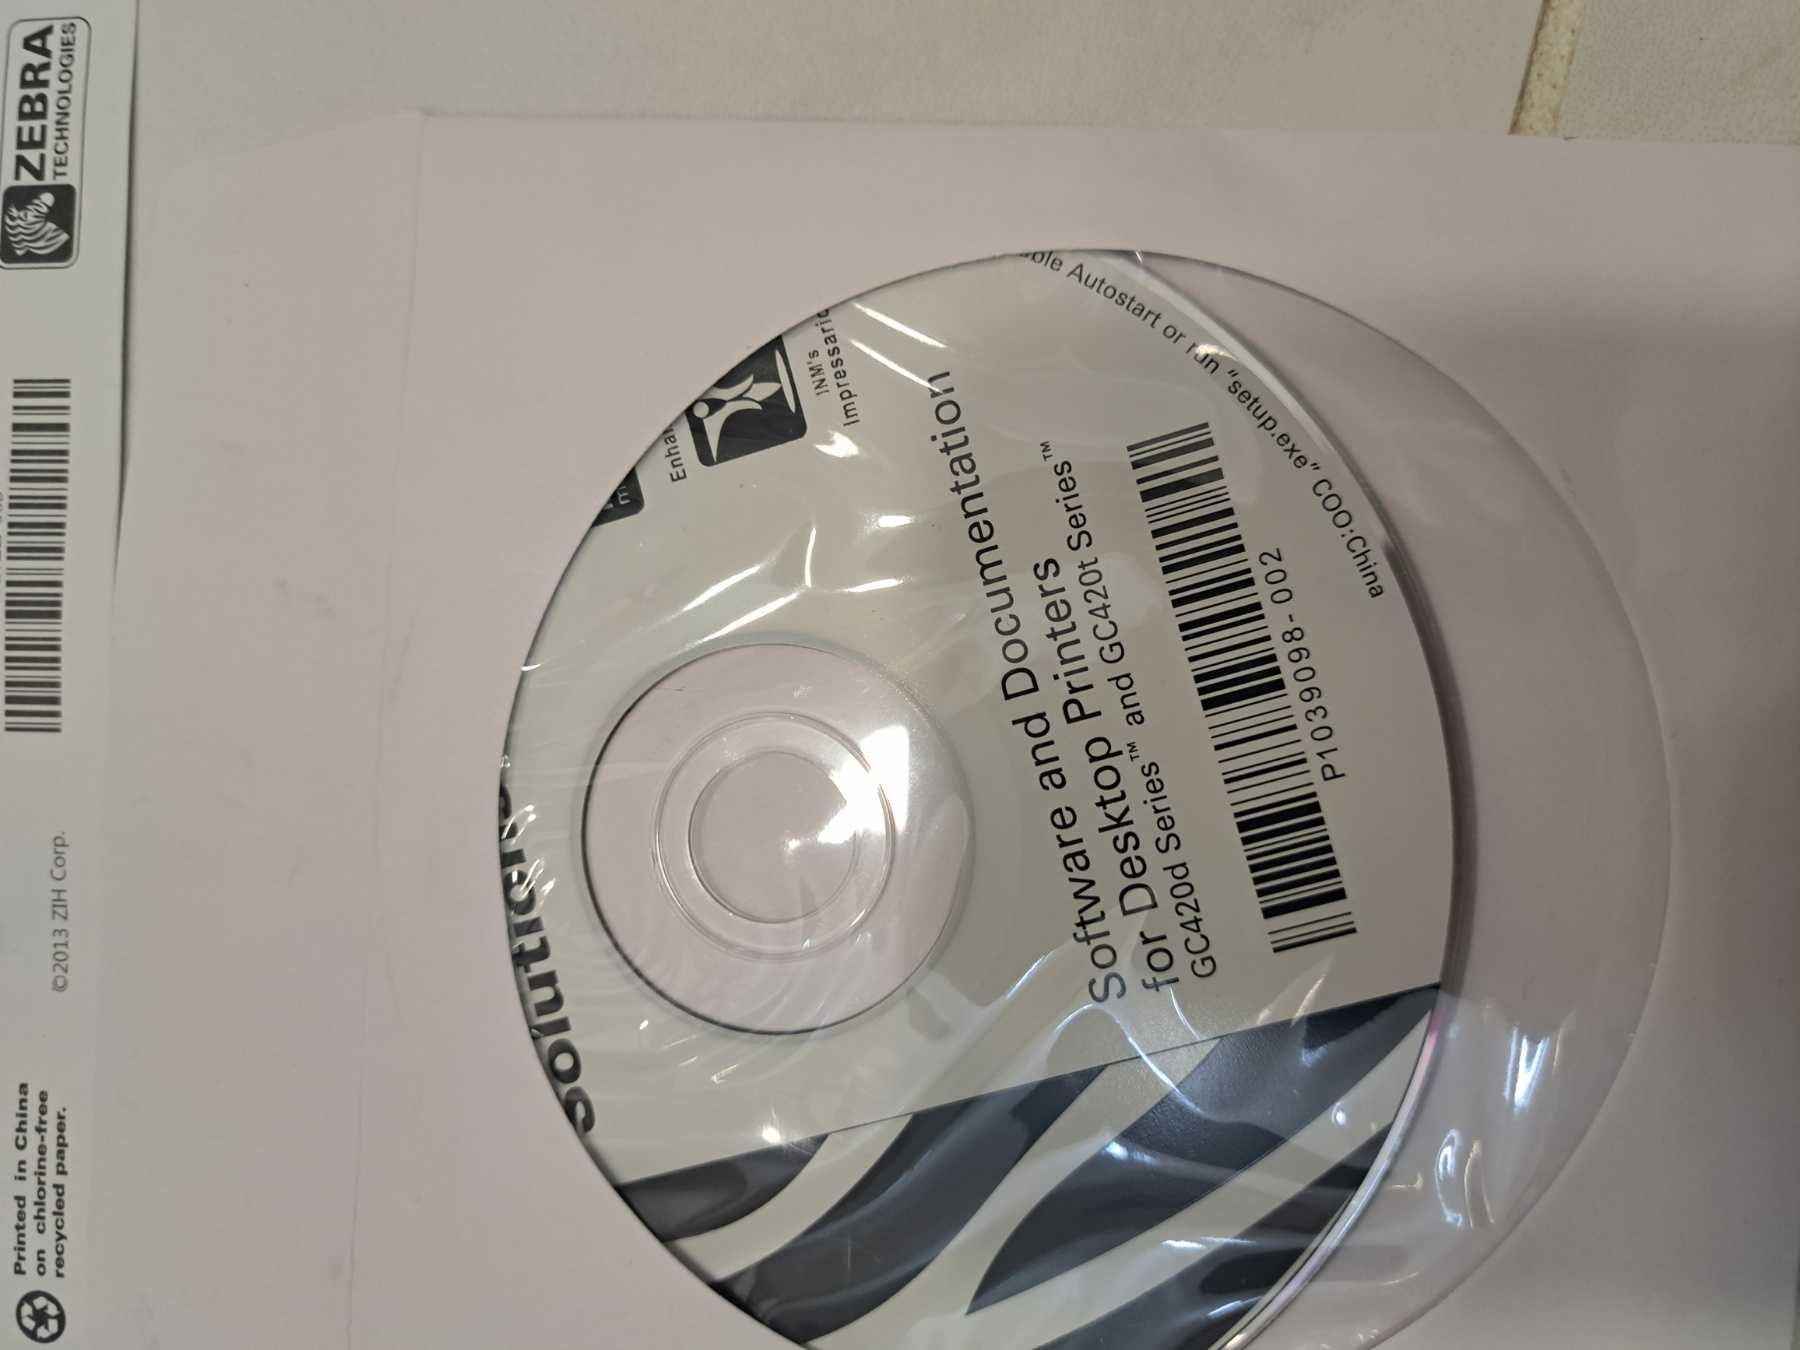 ZEBRA
TECHNOLOGIES
©2013 ZIH Corp.
Printed in China
on chlorine-free
recycled paper.
JNM's
Software and Documentation
for Desktop Printers
GC420d Series™ and GC420t Series™
P1039098-002
Autostart or run "setup.exe" COO:China